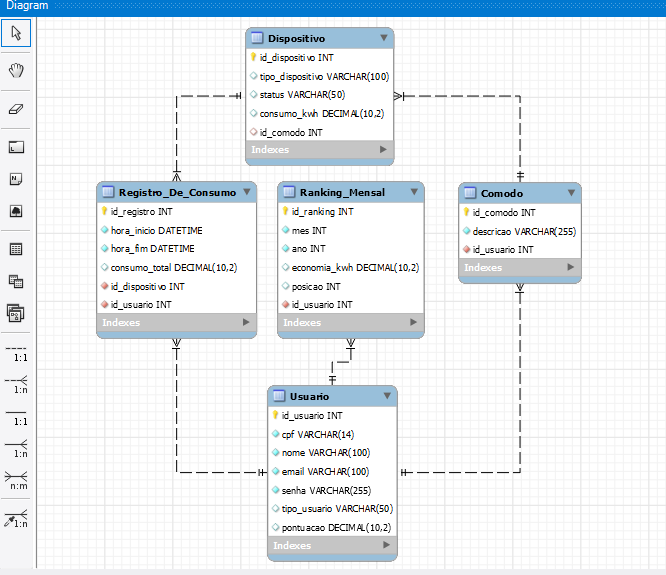 Diagram
Dispositivo
id_dispositivo INT
tipo_dispositivo VARCHAR(100)
status VARCHAR(50)
consumo_kwh DECIMAL(10,2)
id_comodo INT
Indexes
Registro_De_Consumo
id_registro INT
hora_inicio DATETIME
hora_fim DATETIME
consumo_total DECIMAL(10,2)
id_dispositivo INT
id_usuario INT
Indexes
Ranking_Mensal
id_ranking INT
mes INT
ano INT
economia_kwh DECIMAL(10,2)
posicao INT
id_usuario INT
Indexes
Comodo
id_comodo INT
descricao VARCHAR(255)
id_usuario INT
Indexes
Usuario
id_usuario INT
cpf VARCHAR(14)
nome VARCHAR(100)
email VARCHAR(100)
senha VARCHAR(255)
tipo_usuario VARCHAR(50)
pontuacao DECIMAL(10,2)
Indexes
1:1
1:n
1:1
1:n
n:m
1:n